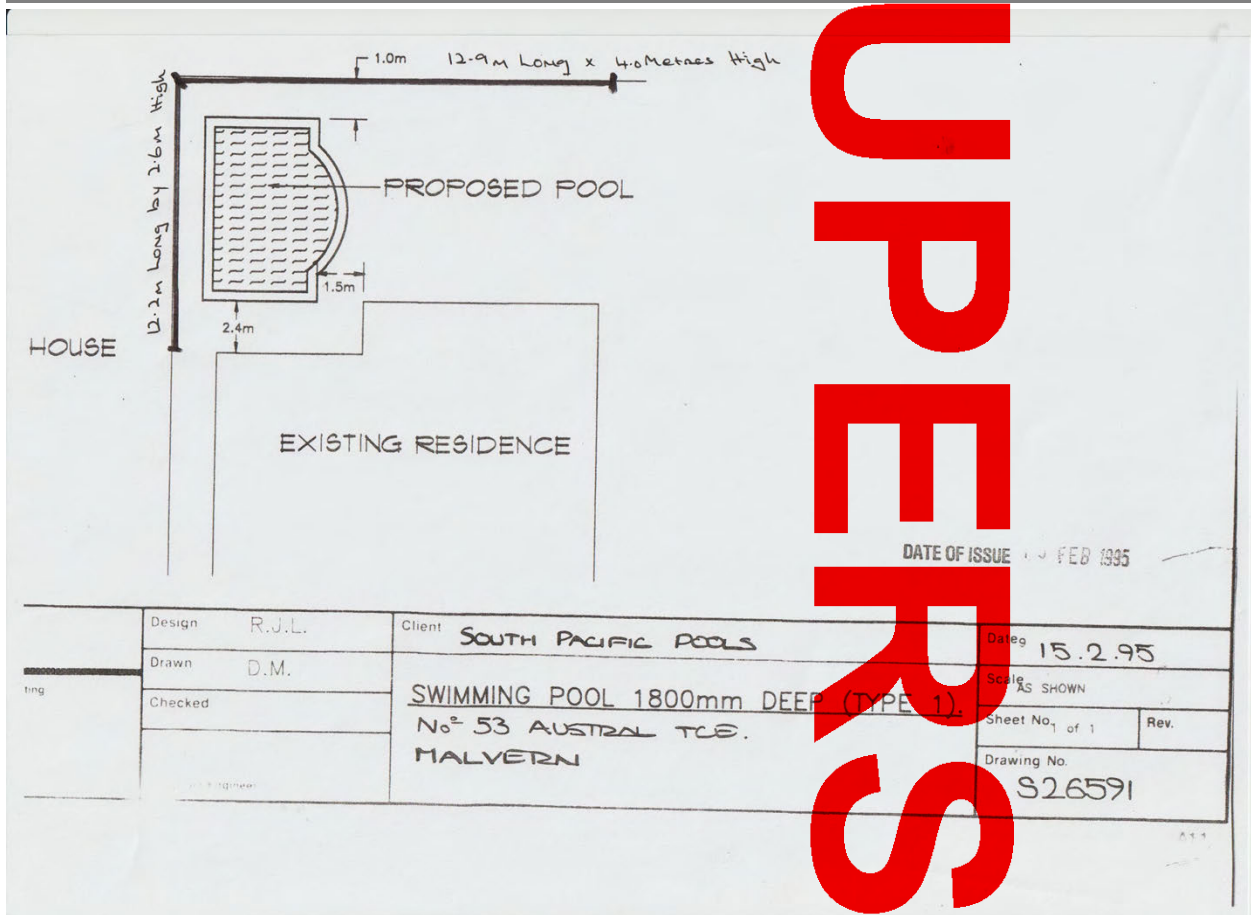 1.0m 12.9m Long x 4.0 Metres High
12.2m Long by 2.6m High
PROPOSED POOL
1.5m
2.4m
HOUSE
EXISTING RESIDENCE
UPERS
DATE OF ISSUE FEB 1995
Design R.J.L.
Drawn D.M.
Checked
ting
Client SOUTH PACIFIC POOLS
SWIMMING POOL 1800mm DEEP (TYPE 1).
Nº 53 AUSTRAL TCE.
MALVERN
Date 15.2.95
Scale AS SHOWN
Sheet No. 1 of 1
Rev.
Drawing No.
S26591